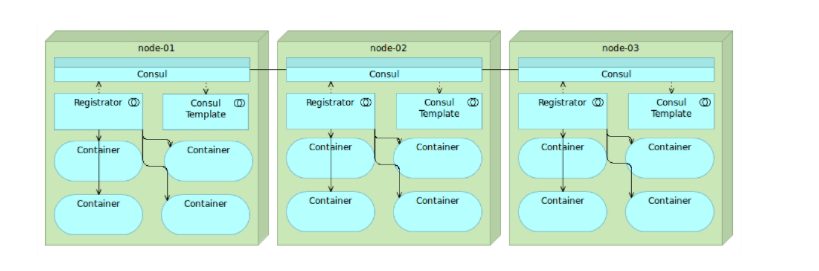 node-01
node-02
node-03
Consul
Consul
Consul
Registrator
Consul
Template
Registrator
Consul
Template
Registrator
Consul
Template
Container
Container
Container
Container
Container
Container
Container
Container
Container
Container
Container
Container